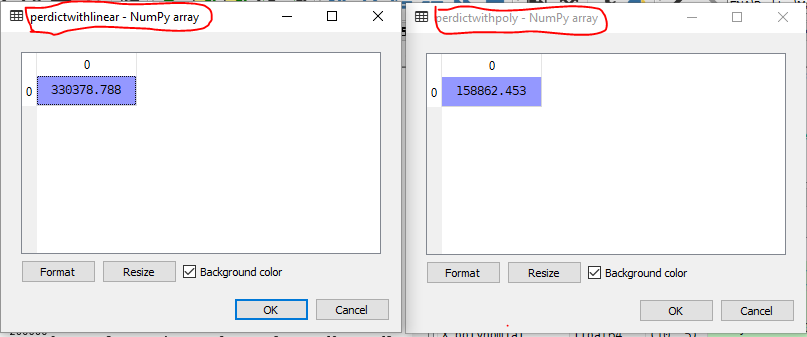 perdictwithlinear - NumPy array
0
0 330378.788
Format Resize Background color
OK Cancel
perdictwithpoly - NumPy array
0
0 158862.453
Format Resize Background color
OK Cancel